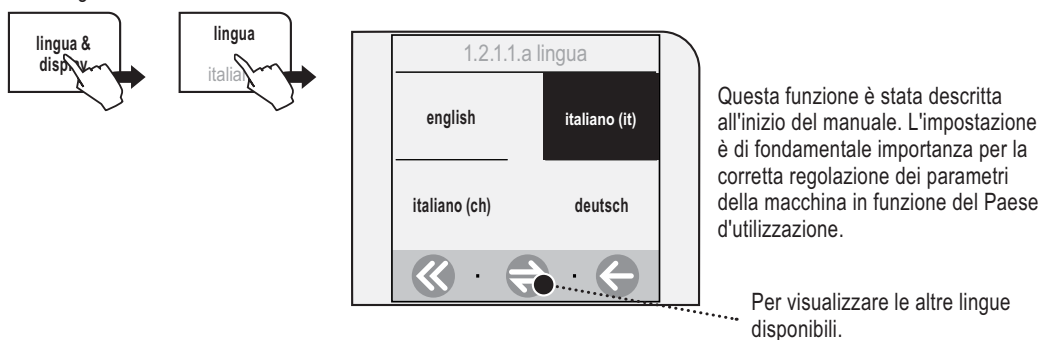 lingua &
display
lingua
italiano
1.2.1.1.a lingua
english
italiano (it)
italiano (ch)
deutsch
Questa funzione è stata descritta
all'inizio del manuale. L'impostazione
è di fondamentale importanza per la
corretta regolazione dei parametri
della macchina in funzione del Paese
d'utilizzazione.
Per visualizzare le altre lingue
disponibili.